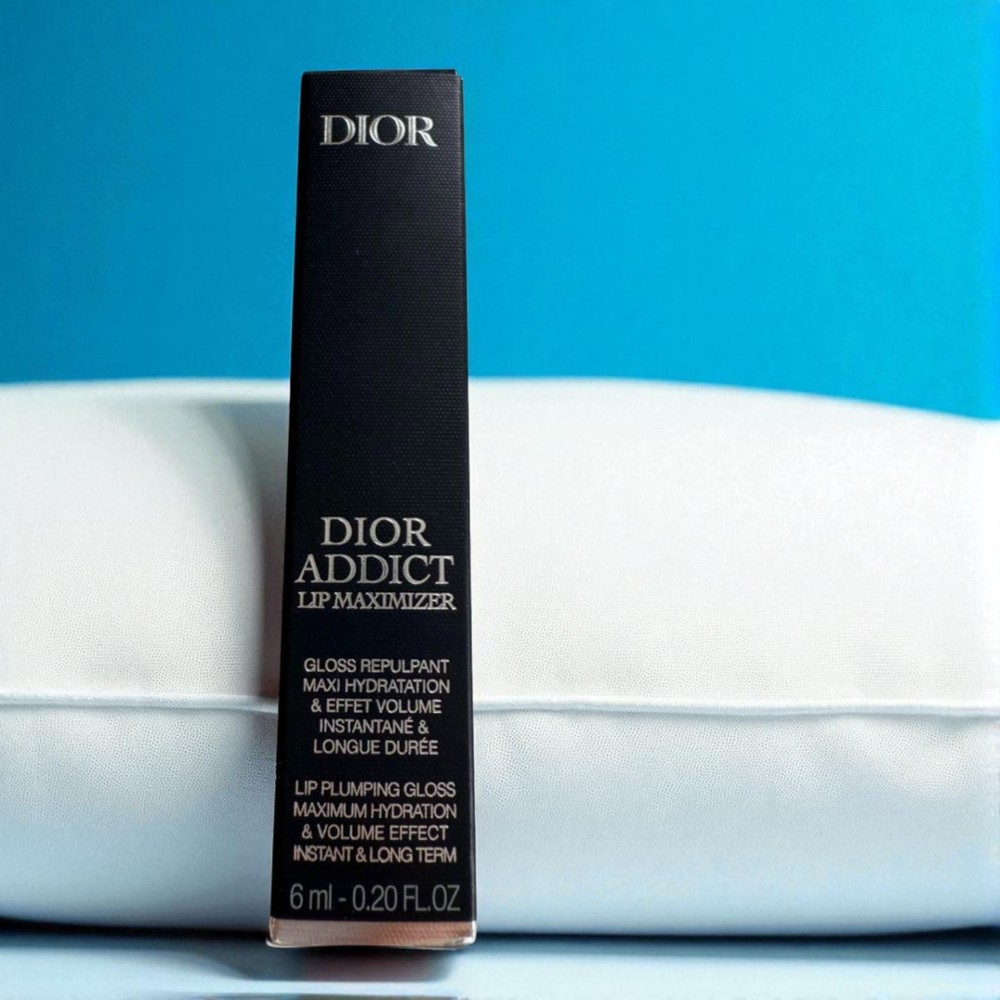 DIOR
DIOR
ADDICT
LIP MAXIMIZER
GLOSS REPULPANT
MAXI HYDRATATION
& EFFET VOLUME
INSTANTANÉ &
LONGUE DURÉE
LIP PLUMPING GLOSS
MAXIMUM HYDRATION
& VOLUME EFFECT
INSTANT & LONG TERM
6 ml - 0.20 FL.OZ